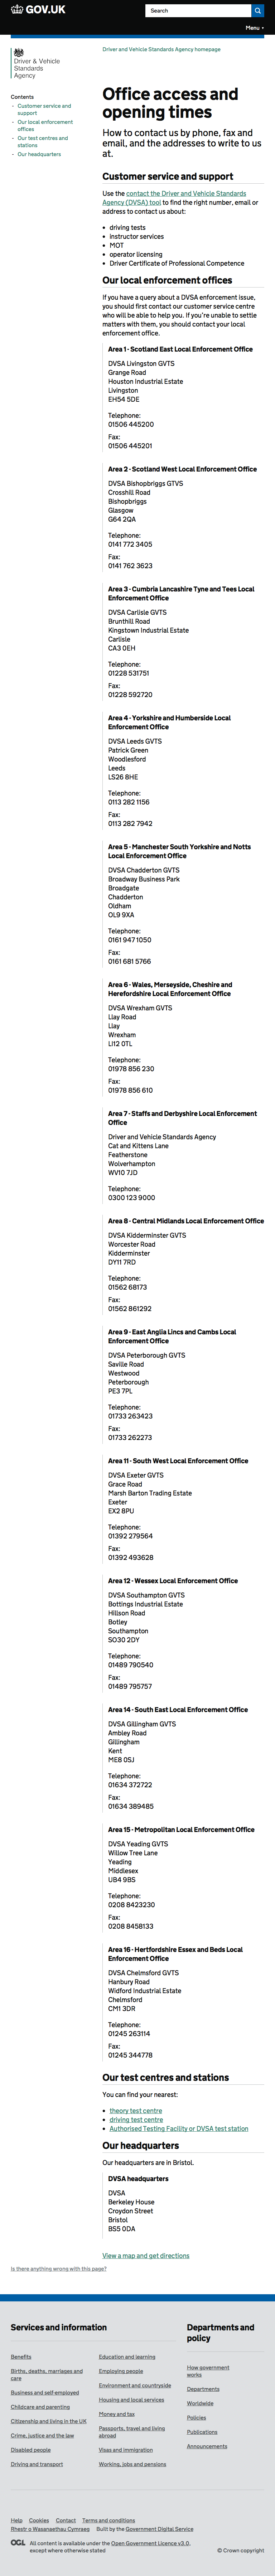 GOV.UK
Search
Menu
Driver & Vehicle
Standards
Agency
Driver and Vehicle Standards Agency homepage
Contents
Customer service and
support
Our local enforcement
offices
Our test centres and
stations
Our headquarters
Office access and
opening times
How to contact us by phone, fax and
email, and the addresses to write to us
at.
Customer service and support
Use the contact the Driver and Vehicle Standards
Agency (DVSA) tool to find the right number, email or
address to contact us about:
driving tests
instructor services
MOT
operator licensing
Driver Certificate of Professional Competence
Our local enforcement offices
If you have a query about a DVSA enforcement issue,
you should first contact our customer service centre
who will be able to help you. If you're unable to settle
matters with them, you should contact your local
enforcement office.
Area 1 - Scotland East Local Enforcement Office
DVSA Livingston GVTS
Grange Road
Houston Industrial Estate
Livingston
EH54 5DE
Telephone:
01506 445200
Fax:
01506 445201
Area 2 - Scotland West Local Enforcement Office
DVSA Bishopbriggs GTVS
Crosshill Road
Bishopbriggs
Glasgow
G64 2QA
Telephone:
0141 772 3405
Fax:
0141 762 3623
Area 3 - Cumbria Lancashire Tyne and Tees Local
Enforcement Office
DVSA Carlisle GVTS
Brunthill Road
Kingstown Industrial Estate
Carlisle
CA3 0EH
Telephone:
01228 531751
Fax:
01228 592720
Area 4 - Yorkshire and Humberside Local
Enforcement Office
DVSA Leeds GVTS
Patrick Green
Woodlesford
Leeds
LS26 8HE
Telephone:
0113 282 1156
Fax:
0113 282 7942
Area 5 - Manchester South Yorkshire and Notts
Local Enforcement Office
DVSA Chadderton GVTS
Broadway Business Park
Broadgate
Chadderton
Oldham
OL9 9XA
Telephone:
0161 947 1050
Fax:
0161 681 5766
Area 6 - Wales, Merseyside, Cheshire and
Herefordshire Local Enforcement Office
DVSA Wrexham GVTS
Llay Road
Llay
Wrexham
Ll12 0TL
Telephone:
01978 856 230
Fax:
01978 856 610
Area 7 - Staffs and Derbyshire Local Enforcement
Office
Driver and Vehicle Standards Agency
Cat and Kittens Lane
Featherstone
Wolverhampton
WV10 7JD
Telephone:
0300 123 9000
Area 8 - Central Midlands Local Enforcement Office
DVSA Kidderminster GVTS
Worcester Road
Kidderminster
DY11 7RD
Telephone:
01562 68173
Fax:
01562 861292
Area 9 - East Anglia Lincs and Cambs Local
Enforcement Office
DVSA Peterborough GVTS
Saville Road
Westwood
Peterborough
PE3 7PL
Telephone:
01733 263423
Fax:
01733 262273
Area 11 - South West Local Enforcement Office
DVSA Exeter GVTS
Grace Road
Marsh Barton Trading Estate
Exeter
EX2 8PU
Telephone:
01392 279564
Fax:
01392 493628
Area 12 - Wessex Local Enforcement Office
DVSA Southampton GVTS
Bottings Industrial Estate
Hillson Road
Botley
Southampton
SO30 2DY
Telephone:
01489 790540
Fax:
01489 795757
Area 14 - South East Local Enforcement Office
DVSA Gillingham GVTS
Ambley Road
Gillingham
Kent
ME8 0SJ
Telephone:
01634 372722
Fax:
01634 389485
Area 15 - Metropolitan Local Enforcement Office
DVSA Yeading GVTS
Willow Tree Lane
Yeading
Middlesex
UB4 9BS
Telephone:
0208 8423230
Fax:
0208 8458133
Area 16 - Hertfordshire Essex and Beds Local
Enforcement Office
DVSA Chelmsford GVTS
Hanbury Road
Widford Industrial Estate
Chelmsford
CM1 3DR
Telephone:
01245 263114
Fax:
01245 344778
Our test centres and stations
You can find your nearest:
theory test centre
driving test centre
Authorised Testing Facility or DVSA test station
Our headquarters
Our headquarters are in Bristol.
DVSA headquarters
DVSA
Berkeley House
Croydon Street
Bristol
BS5 0DA
View a map and get directions
Is there anything wrong with this page?
Services and information
Benefits
Births, deaths, marriages and
care
Business and self-employed
Childcare and parenting
Citizenship and living in the UK
Crime, justice and the law
Disabled people
Driving and transport
Education and learning
Employing people
Environment and countryside
Housing and local services
Money and tax
Passports, travel and living
abroad
Visas and immigration
Working, jobs and pensions
Departments and
policy
How government
works
Departments
Worldwide
Policies
Publications
Announcements
Help Cookies Contact Terms and conditions
Rhestr o Wasanaethau Cymraeg Built by the Government Digital Service
OGL All content is available under the Open Government Licence v3.0,
except where otherwise stated
© Crown copyright